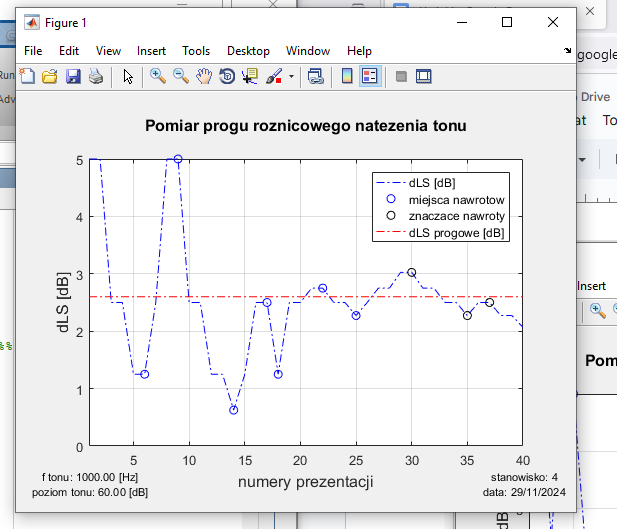 Figure 1
File Edit View Insert Tools Desktop Window Help
google
Run
Adv
Drive
at To
Pomiar progu roznicowego natezenia tonu
dLS [dB]
miejsca nawrotow
znaczace nawroty
dLS progowe [dB]
dLS [dB]
5
4
3
2
1
0
5 10 15 20 25 30 35 40
numery prezentacji
f tonu: 1000.00 [Hz]
poziom tonu: 60.00 [dB]
stanowisko: 4
data: 29/11/2024
%%
Insert
Pom
[dB]